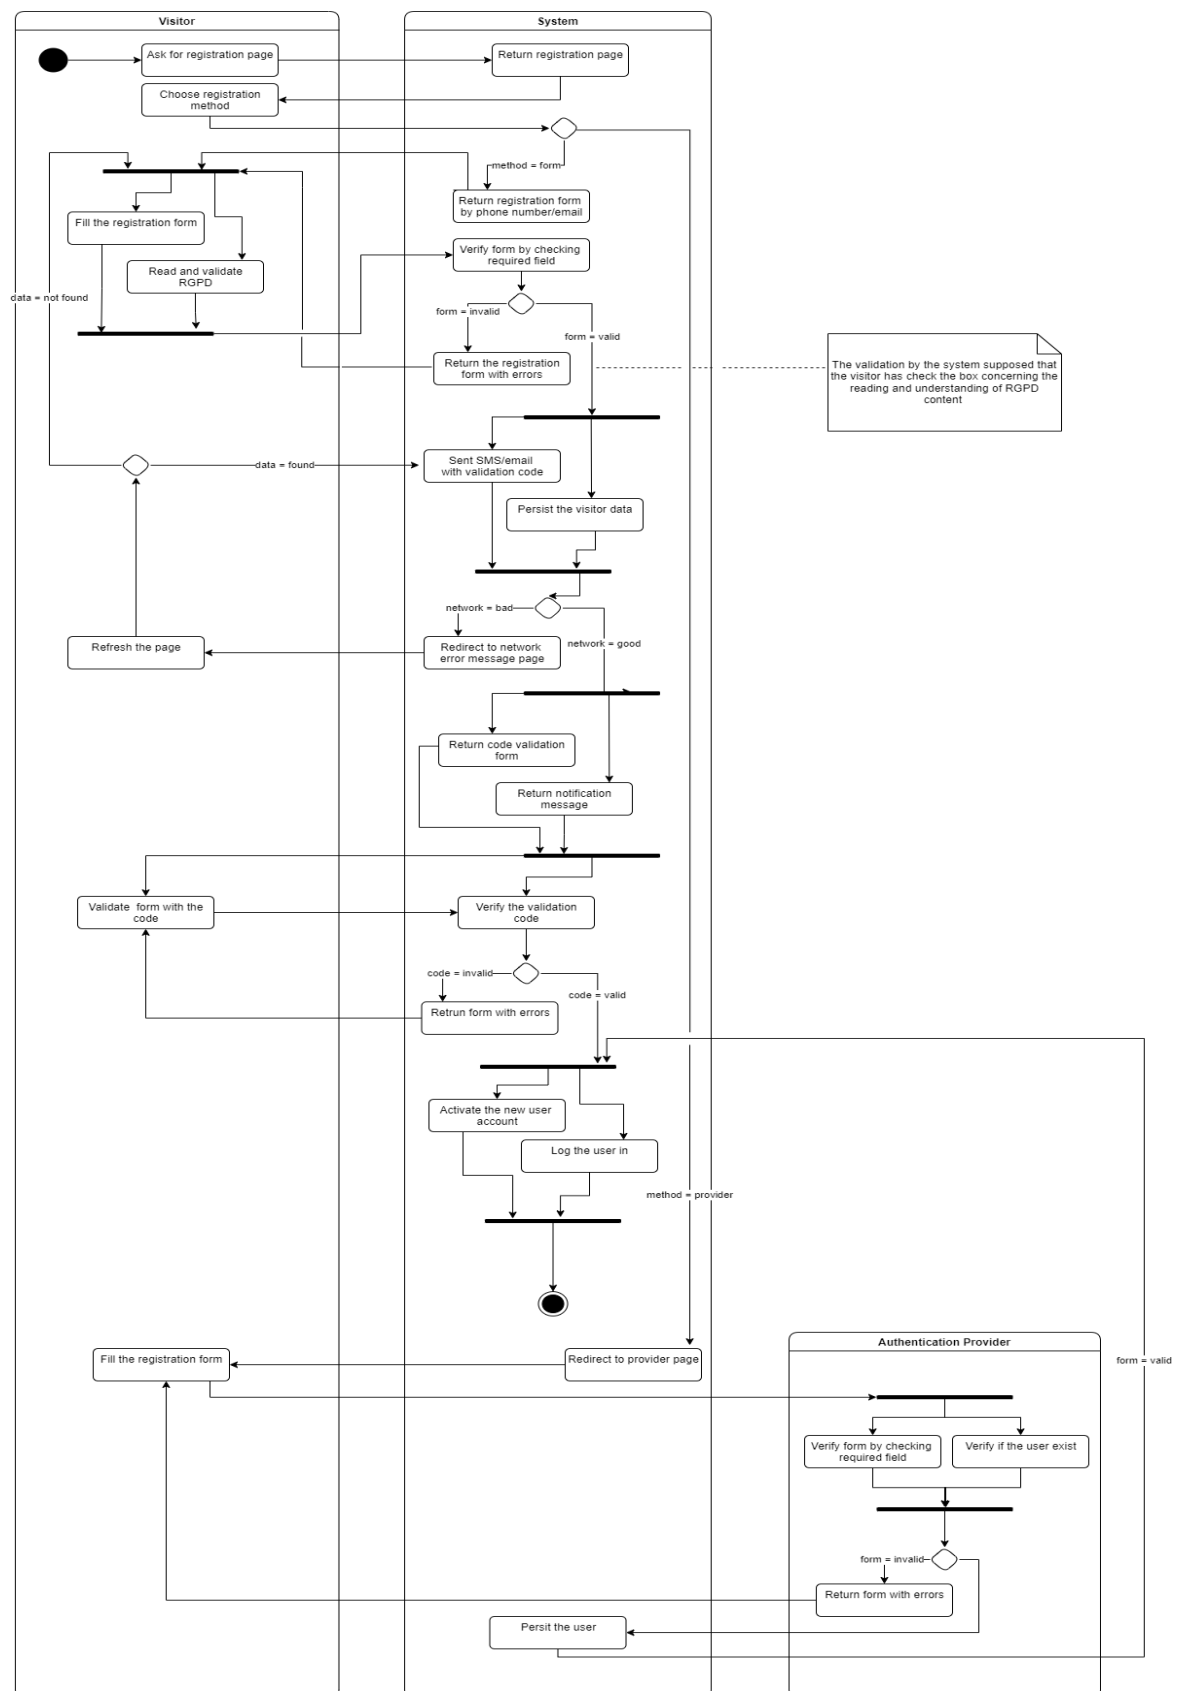 Visitor
System
Ask for registration page
Return registration page
Choose registration
method
method = form
Return registration form
by phone number/email
Fill the registration form
Verify form by checking
required field
Read and validate
RGPD
data = not found
form = invalid
form = valid
Return the registration
form with errors
The validation by the system supposed that
the visitor has check the box concerning the
reading and understanding of RGPD
content
Sent SMS/email
with validation code
data = found
Persist the visitor data
network = bad
network = good
Refresh the page
Redirect to network
error message page
Return code validation
form
Return notification
message
Validate  form with the
code
Verify the validation
code
code = invalid
code = valid
Retrun form with errors
Activate the new user
account
Log the user in
method = provider
Authentication Provider
Fill the registration form
Redirect to provider page
form = valid
Verify form by checking
required field
Verify if the user exist
form = invalid
Return form with errors
Persit the user